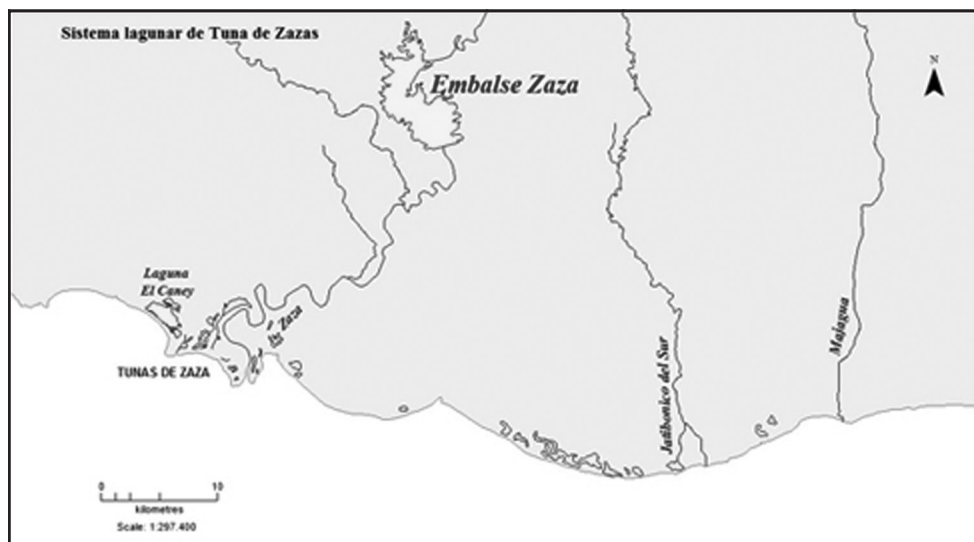 Sistema lagunar de Tuna de Zazas
Embalse Zaza
N
Laguna
El Caney
Zaza
TUNAS DE ZAZA
Jatibonico del Sur
Majagua
0 10
kilometres
Scale: 1:297.400